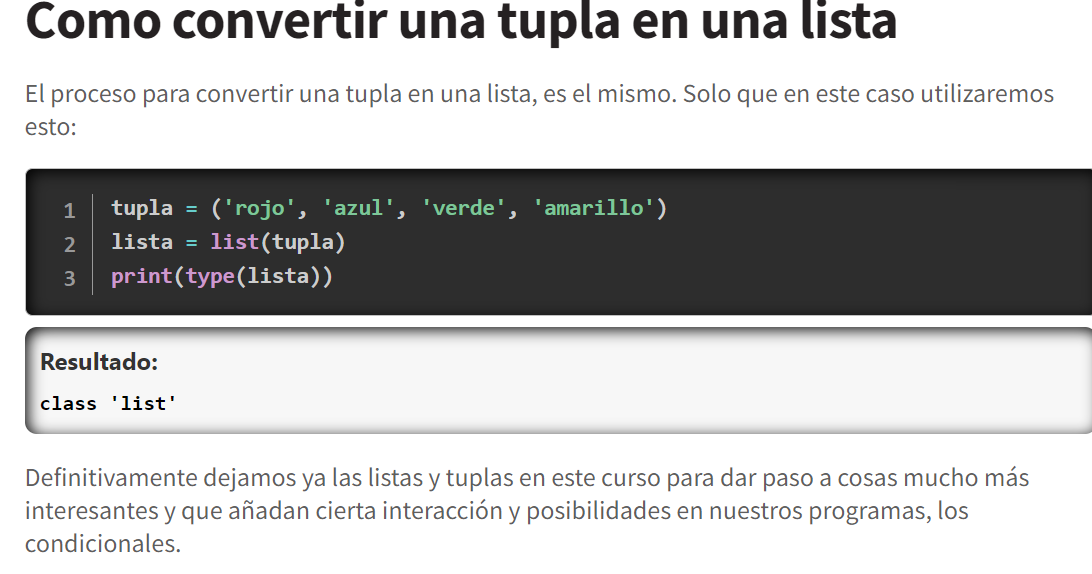 Como convertir una tupla en una lista
El proceso para convertir una tupla en una lista, es el mismo. Solo que en este caso utilizaremos
esto:
1 tupla = ('rojo', 'azul', 'verde', 'amarillo')
2 lista = list(tupla)
3 print(type(lista))
Resultado:
class 'list'
Definitivamente dejamos ya las listas y tuplas en este curso para dar paso a cosas mucho más
interesantes y que añadan cierta interacción y posibilidades en nuestros programas, los
condicionales.